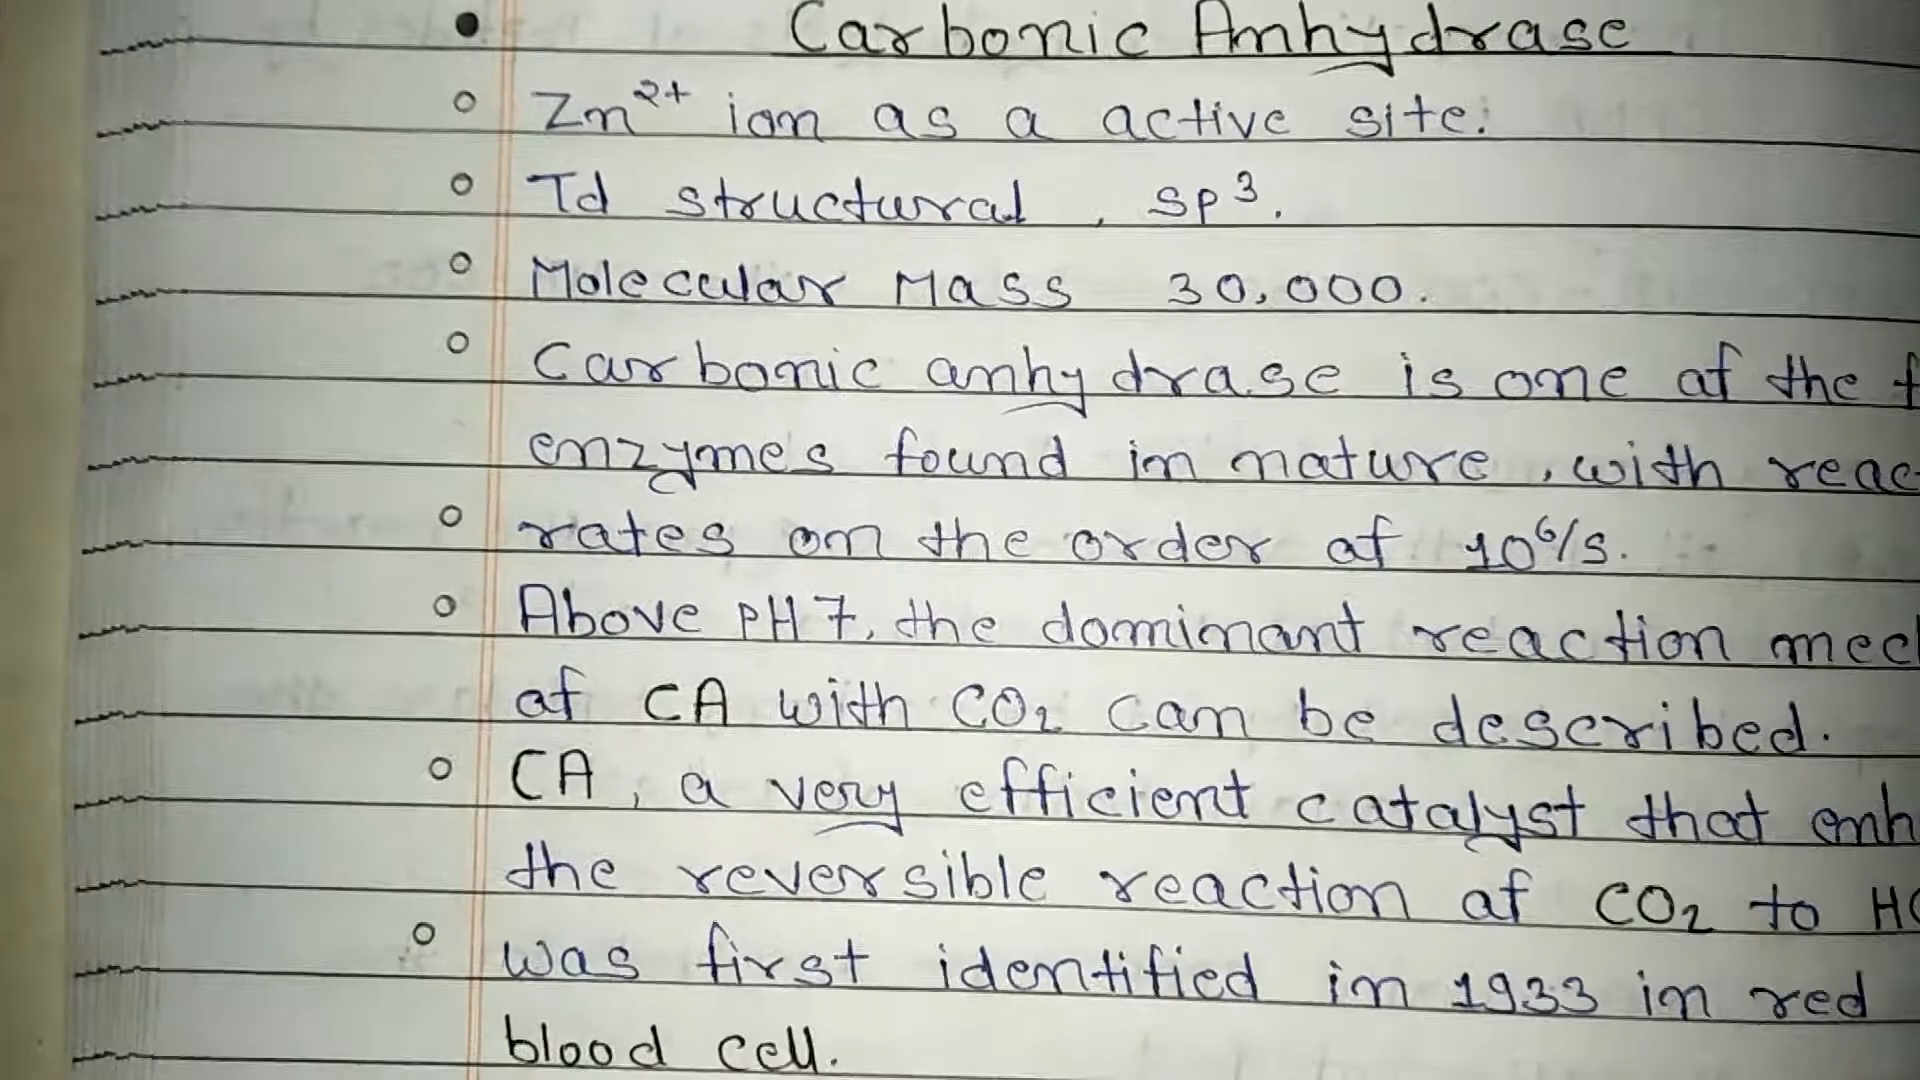 • Carbonic Anhydrase
○ Zn²⁺ ion as a active site.
○ Td structural, sp³.
○ Molecular Mass 30,000.
○ Carbonic anhydrase is one of the
enzymes found in nature, with
○ rates on the order of 10⁶/s.
○ Above pH 7, the dominant reaction
of CA with CO₂ can be described.
○ CA, a very efficient catalyst that
the reversible reaction of CO₂ to
○ was first identified in 1933 in red
blood cell.